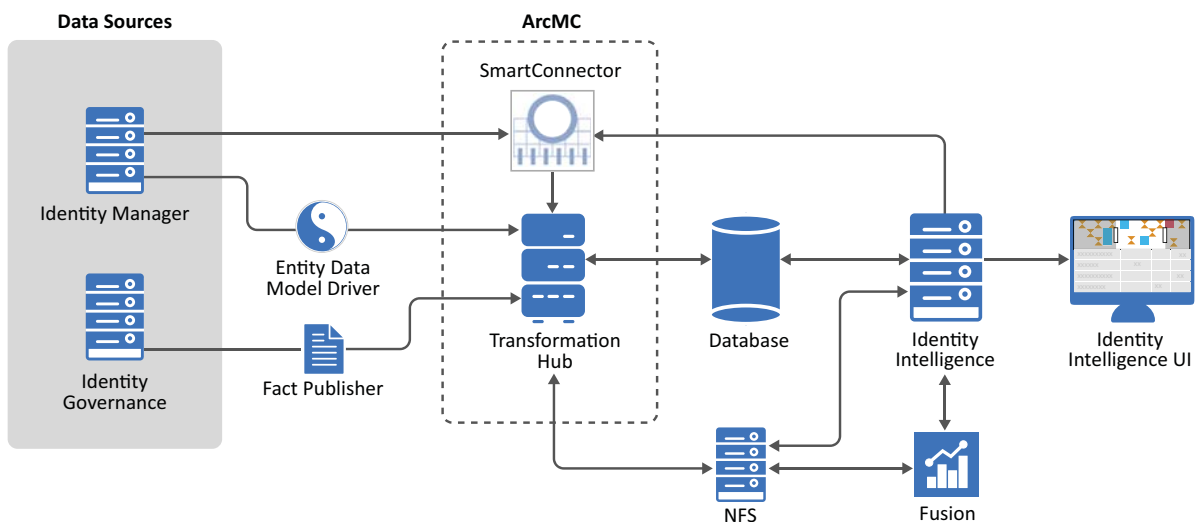 Data Sources
ArcMC
SmartConnector
Identity Manager
Entity Data
Model Driver
Identity
Governance
Fact Publisher
Transformation
Hub
Database
Identity
Intelligence
Identity
Intelligence UI
NFS
Fusion